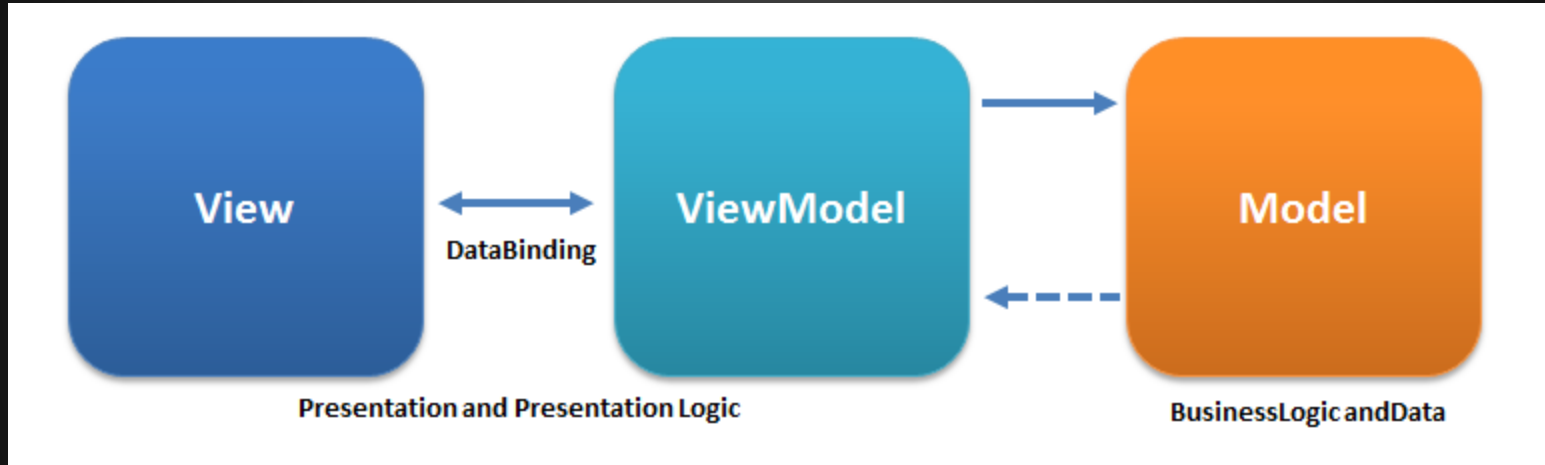 View
ViewModel
Model
DataBinding
Presentation and Presentation Logic
BusinessLogic andData